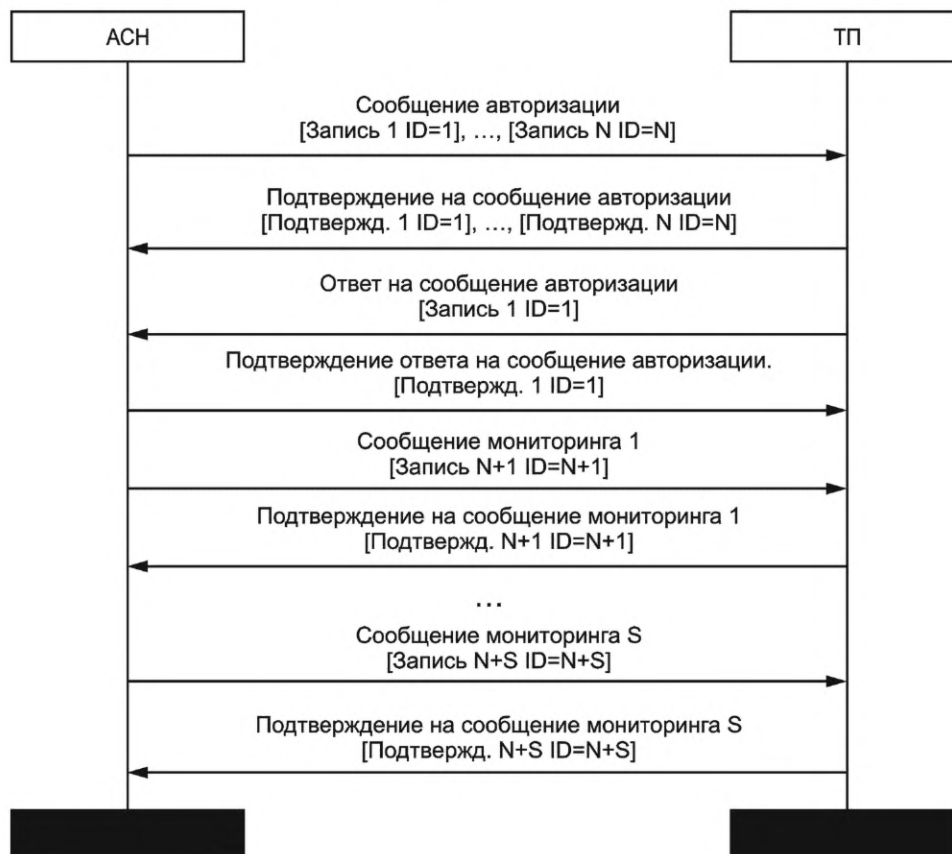 АСН
ТП
Сообщение авторизации
[Запись 1 ID=1], ..., [Запись N ID=N]
Подтверждение на сообщение авторизации
[Подтвержд. 1 ID=1], ..., [Подтвержд. N ID=N]
Ответ на сообщение авторизации
[Запись 1 ID=1]
Подтверждение ответа на сообщение авторизации.
[Подтвержд. 1 ID=1]
Сообщение мониторинга 1
[Запись N+1 ID=N+1]
Подтверждение на сообщение мониторинга 1
[Подтвержд. N+1 ID=N+1]
...
Сообщение мониторинга S
[Запись N+S ID=N+S]
Подтверждение на сообщение мониторинга S
[Подтвержд. N+S ID=N+S]